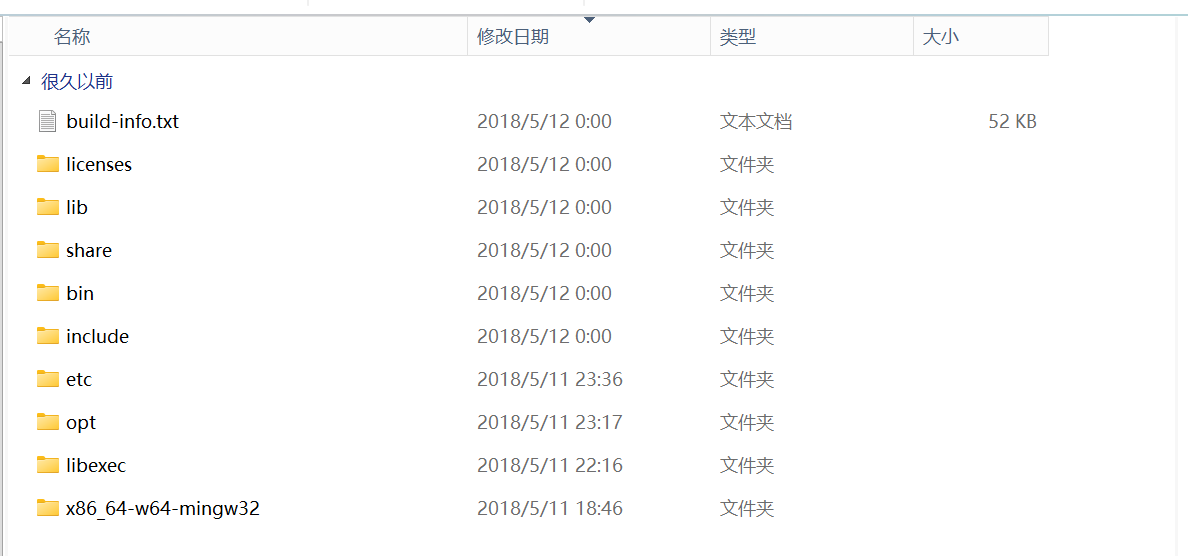 名称 修改日期 类型 大小
很久以前
build-info.txt 2018/5/12 0:00 文本文档 52 KB
licenses 2018/5/12 0:00 文件夹
lib 2018/5/12 0:00 文件夹
share 2018/5/12 0:00 文件夹
bin 2018/5/12 0:00 文件夹
include 2018/5/12 0:00 文件夹
etc 2018/5/11 23:36 文件夹
opt 2018/5/11 23:17 文件夹
libexec 2018/5/11 22:16 文件夹
x86_64-w64-mingw32 2018/5/11 18:46 文件夹